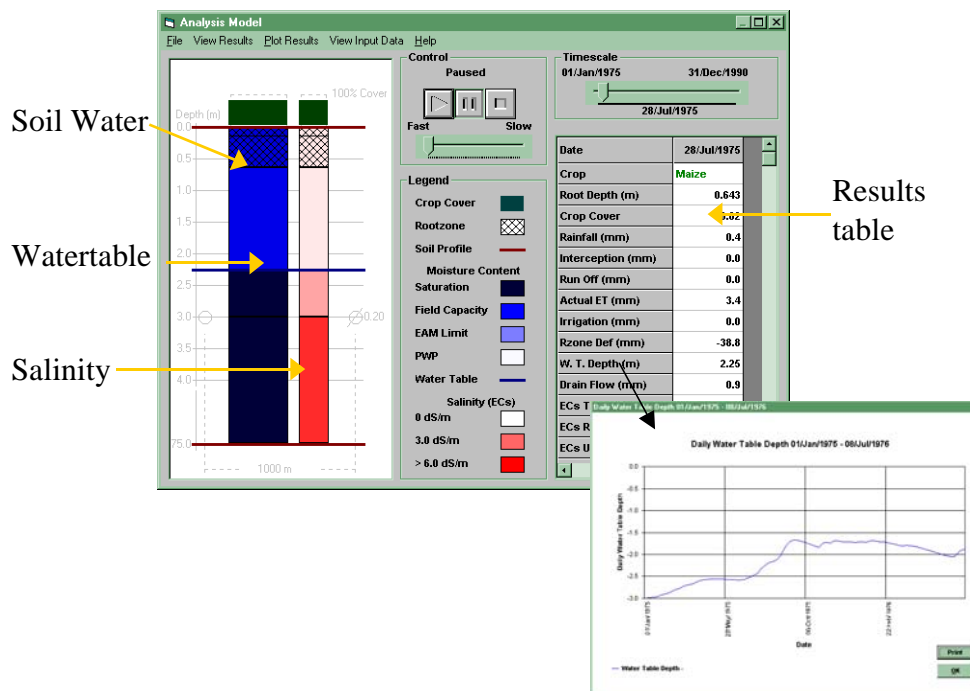 Analysis Model
File View Results Plot Results View Input Data Help
Soil Water
Watertable
Salinity
Depth (m)
100% Cover
0.0
0.5
1.0
1.5
2.0
2.5
3.0
0.20
3.5
4.0
75.0
1000 m
Control
Paused
Fast Slow
Legend
Crop Cover
Rootzone
Soil Profile
Moisture Content
Saturation
Field Capacity
EAM Limit
PWP
Water Table
Salinity (ECs)
0 dS/m
3.0 dS/m
> 6.0 dS/m
Timescale
01/Jan/1975 31/Dec/1990
28/Jul/1975
Date 28/Jul/1975
Crop Maize
Root Depth (m) 0.643
Crop Cover
Rainfall (mm) 0.4
Interception (mm) 0.0
Run Off (mm) 0.0
Actual ET (mm) 3.4
Irrigation (mm) 0.0
Rzone Def (mm) -38.8
W. T. Depth (m) 2.25
Drain Flow (mm) 0.9
ECs T
ECs R
ECs U
Results
table
Daily Water Table Depth 01/Jan/1975 - 08/Jul/1976
Daily Water Table Depth 01/Jan/1975 - 08/Jul/1976
Daily Water Table Depth
0.0
-0.5
-1.0
-1.5
-2.0
-2.5
-3.0
Date
Water Table Depth -
Print
OK